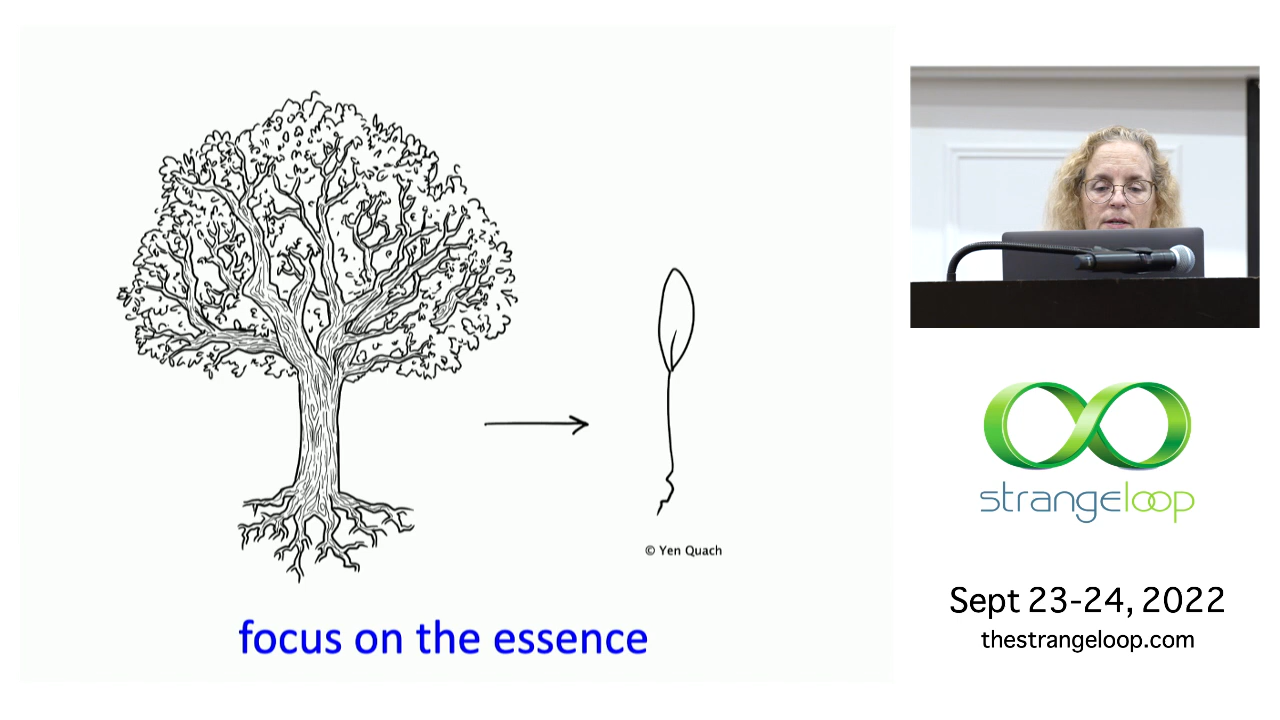 © Yen Quach
focus on the essence
strangeloop
Sept 23-24, 2022
thestrangeloop.com